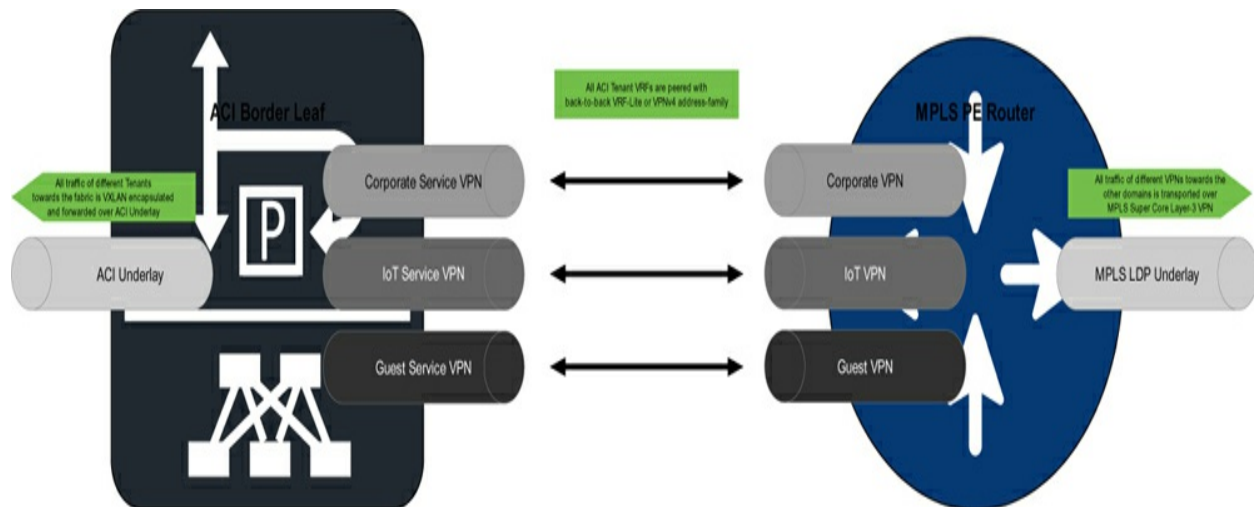 All ACI Tenant VRFs are peered with
back-to-back VRF-Lite or VPNv4 address-family
ACI Border Leaf
MPLS PE Router
Corporate Service VPN
Corporate VPN
All traffic of different Tenants
towards the fabric is VXLAN encapsulated
and forwarded over ACI Underlay
All traffic of different VPNs towards the
other domains is transported over
MPLS Super Core Layer-3 VPN
P
ACI Underlay
IoT Service VPN
IoT VPN
MPLS LDP Underlay
Guest Service VPN
Guest VPN